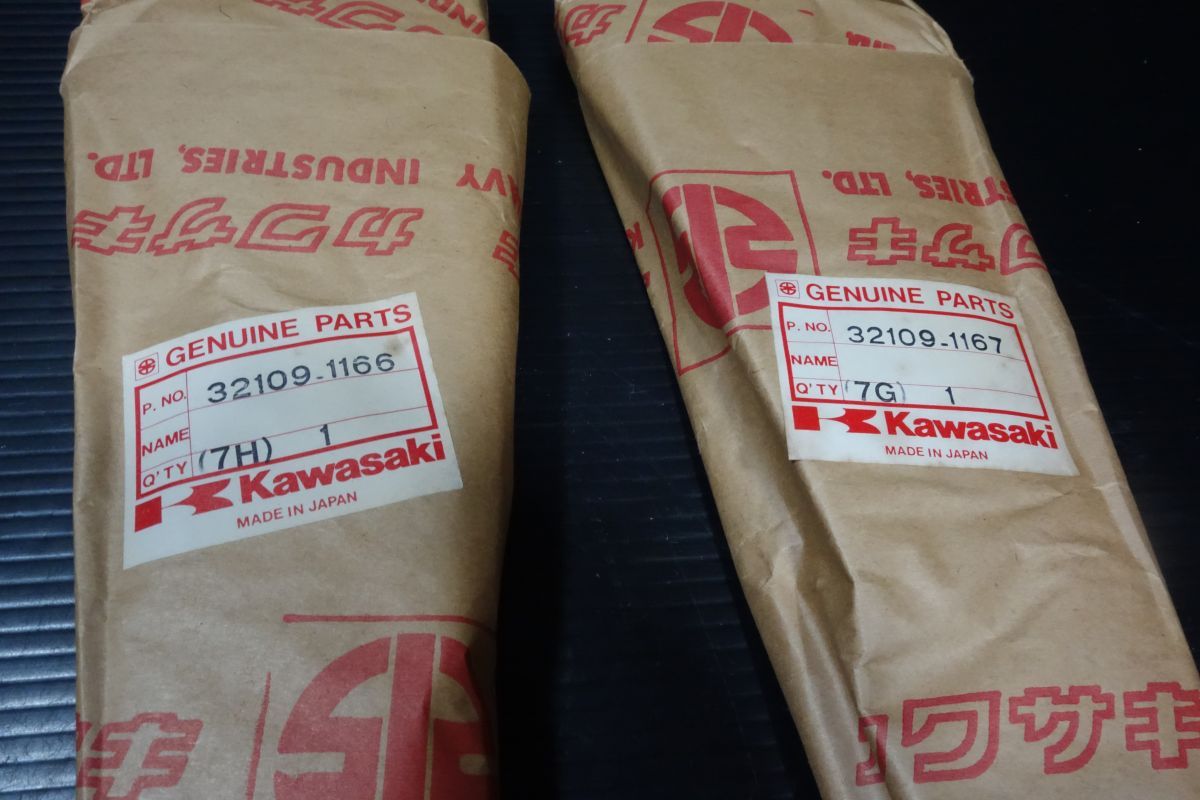 INDUSTRIES, LTD.
AVY
カワサキ
GENUINE PARTS
P. NO. 32109-1166
NAME
Q'TY (7H) 1
Kawasaki
MADE IN JAPAN
STRIES, LTD.
ワサキ
GENUINE PARTS
P. NO. 32109-1167
NAME
Q'TY (7G) 1
Kawasaki
MADE IN JAPAN
ワサキ